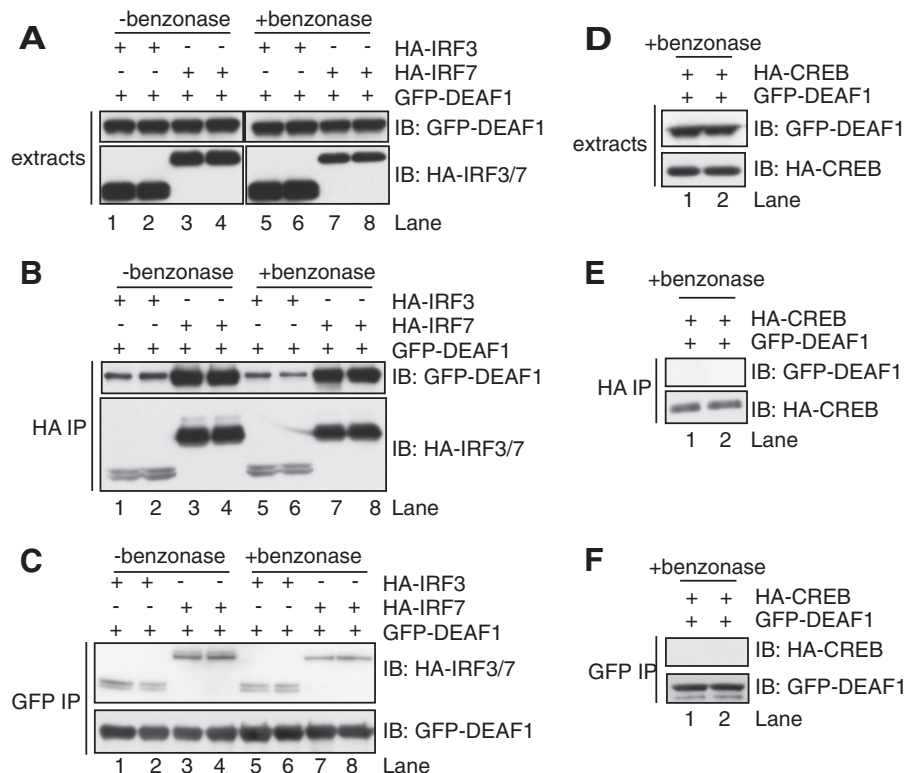 A
-benzonase +benzonase
+ + - - + + - - HA-IRF3
- - + + - - + + HA-IRF7
+ + + + + + + + GFP-DEAF1
IB: GFP-DEAF1
extracts
IB: HA-IRF3/7
1 2 3 4 5 6 7 8 Lane
B
-benzonase +benzonase
+ + - - + + - - HA-IRF3
- - + + - - + + HA-IRF7
+ + + + + + + + GFP-DEAF1
IB: GFP-DEAF1
HA IP
IB: HA-IRF3/7
1 2 3 4 5 6 7 8 Lane
C
-benzonase +benzonase
+ + - - + + - - HA-IRF3
- - + + - - + + HA-IRF7
+ + + + + + + + GFP-DEAF1
IB: HA-IRF3/7
GFP IP
IB: GFP-DEAF1
1 2 3 4 5 6 7 8 Lane
D
+benzonase
+ + HA-CREB
+ + GFP-DEAF1
IB: GFP-DEAF1
extracts
IB: HA-CREB
1 2 Lane
E
+benzonase
+ + HA-CREB
+ + GFP-DEAF1
IB: GFP-DEAF1
HA IP
IB: HA-CREB
1 2 Lane
F
+benzonase
+ + HA-CREB
+ + GFP-DEAF1
IB: HA-CREB
GFP IP
IB: GFP-DEAF1
1 2 Lane